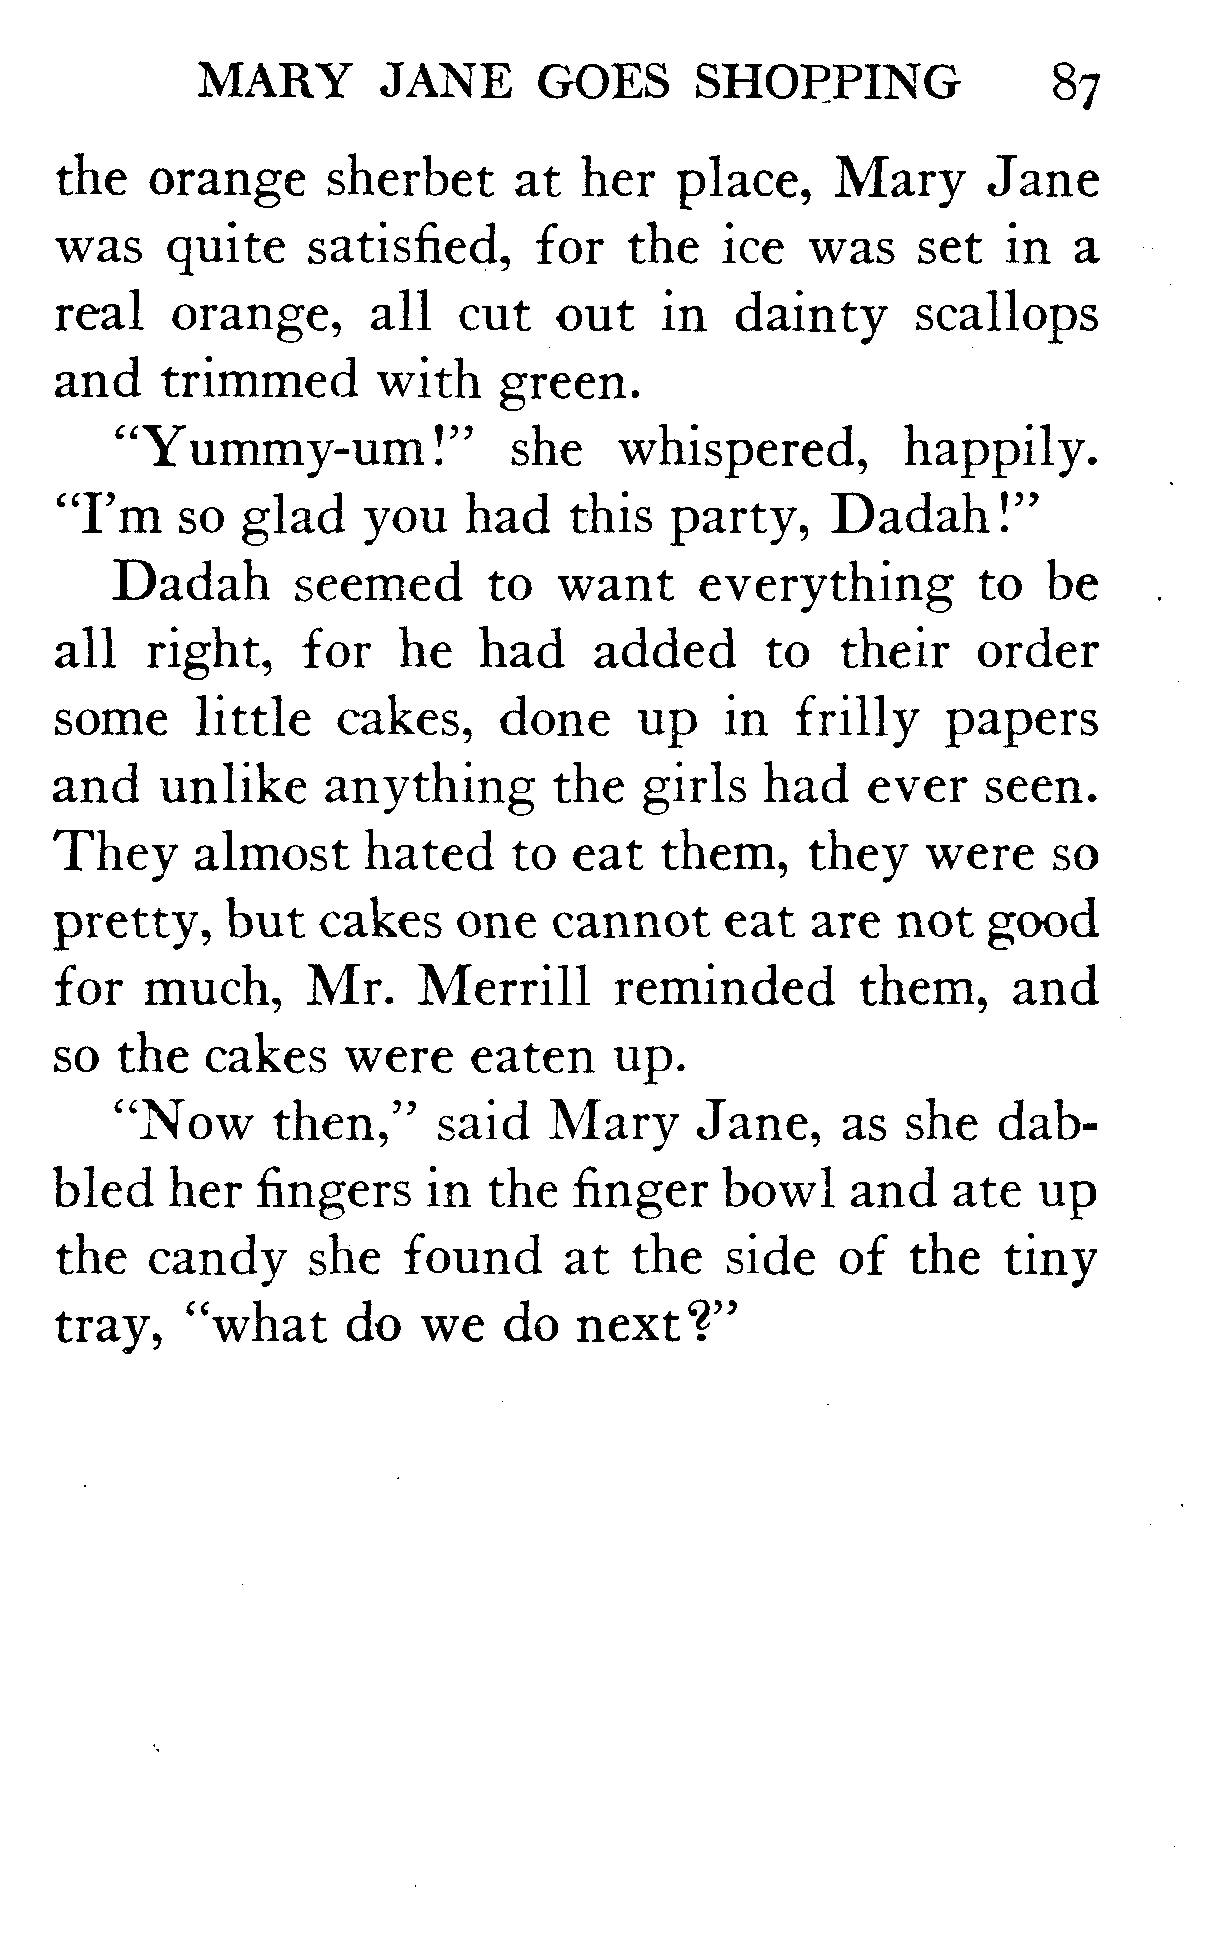 MARY JANE GOES SHOPPING 87
the orange sherbet at her place, Mary Jane
was quite satisfied, for the ice was set in a
real orange, all cut out in dainty scallops
and trimmed with green.
“Yummy-um!” she whispered, happily.
“I’m so glad you had this party, Dadah!”
Dadah seemed to want everything to be
all right, for he had added to their order
some little cakes, done up in frilly papers
and unlike anything the girls had ever seen.
They almost hated to eat them, they were so
pretty, but cakes one cannot eat are not good
for much, Mr. Merrill reminded them, and
so the cakes were eaten up.
“Now then,” said Mary Jane, as she dab-
bled her fingers in the finger bowl and ate up
the candy she found at the side of the tiny
tray, “what do we do next?”